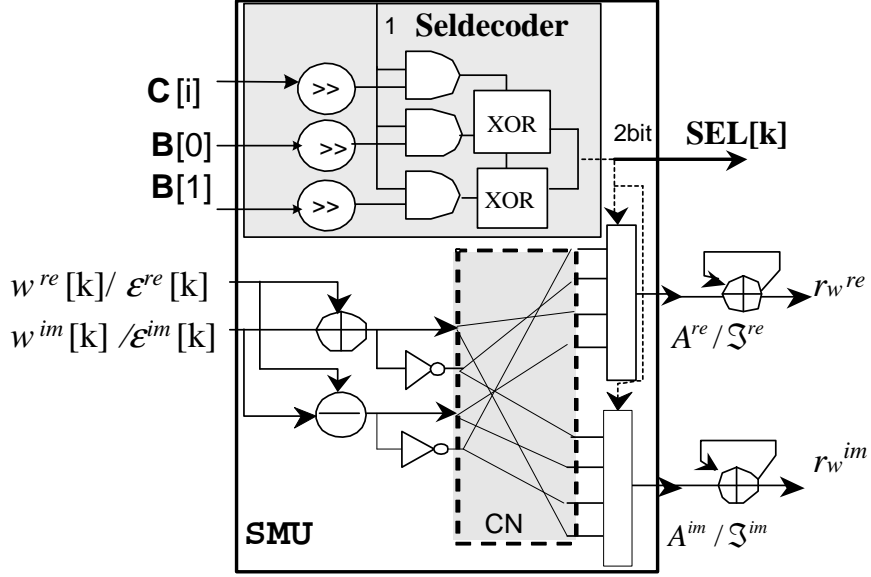 1 Seldecoder
C[i]
>>
XOR
2bit
SEL[k]
B[0]
>>
B[1]
>>
XOR
w^re[k]/ ε^re[k]
r_w^re
w^im[k] /ε^im[k]
A^re / ℑ^re
r_w^im
SMU
CN
A^im / ℑ^im